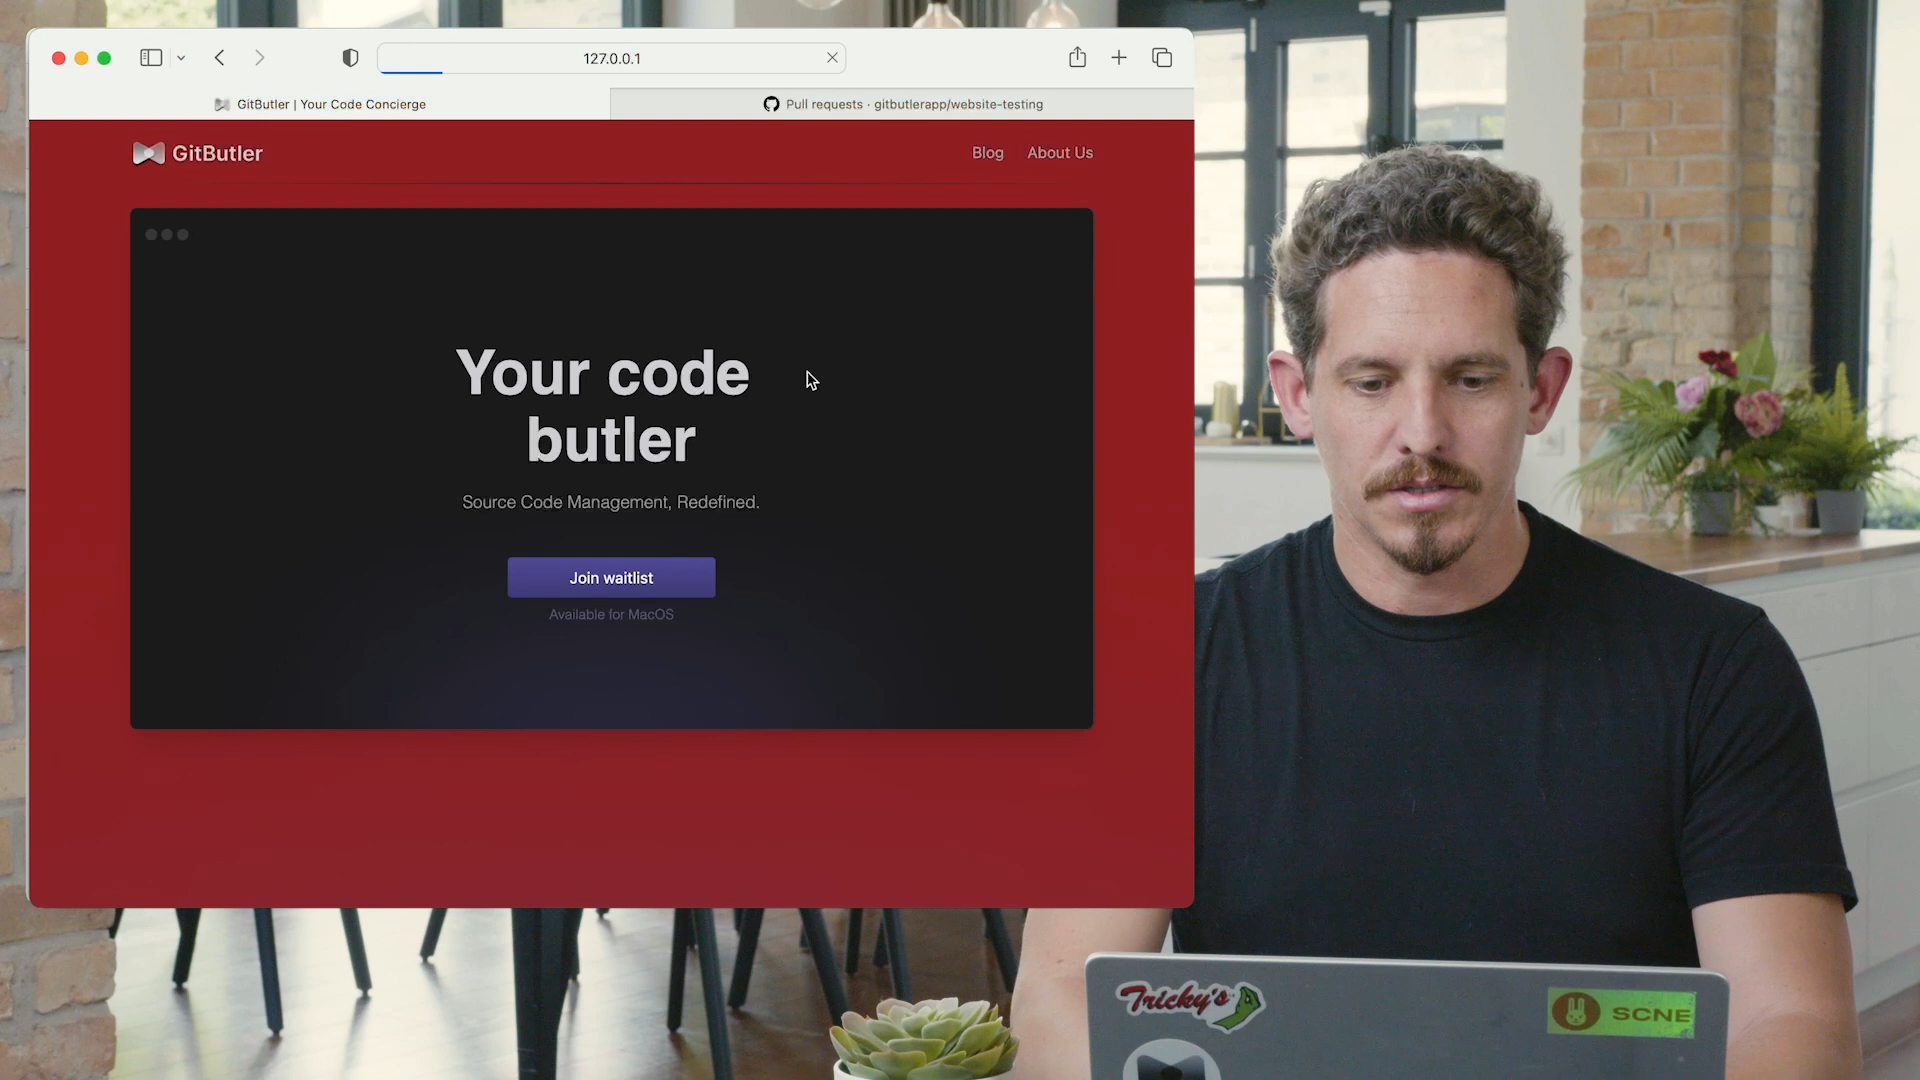 127.0.0.1
GitButler | Your Code Concierge
Pull requests · gitbutlerapp/website-testing
GitButler
Blog
About Us
Your code
butler
Source Code Management, Redefined.
Join waitlist
Available for MacOS
Tricky's
SCNE